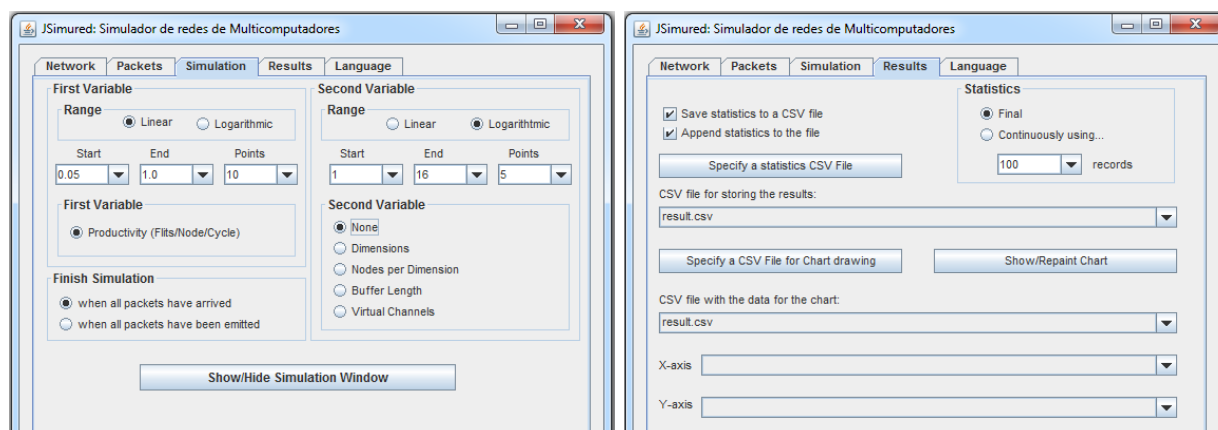 JSimured: Simulador de redes de Multicomputadores
Network Packets Simulation Results Language
First Variable
Range
Linear Logarithmic
Start End Points
0.05 1.0 10
First Variable
Productivity (Flits/Node/Cycle)
Finish Simulation
when all packets have arrived
when all packets have been emitted
Second Variable
Range
Linear Logarithtmic
Start End Points
1 16 5
Second Variable
None
Dimensions
Nodes per Dimension
Buffer Length
Virtual Channels
Show/Hide Simulation Window
JSimured: Simulador de redes de Multicomputadores
Network Packets Simulation Results Language
Save statistics to a CSV file
Append statistics to the file
Specify a statistics CSV File
Statistics
Final
Continuously using...
100 records
CSV file for storing the results:
result.csv
Specify a CSV File for Chart drawing Show/Repaint Chart
CSV file with the data for the chart:
result.csv
X-axis
Y-axis